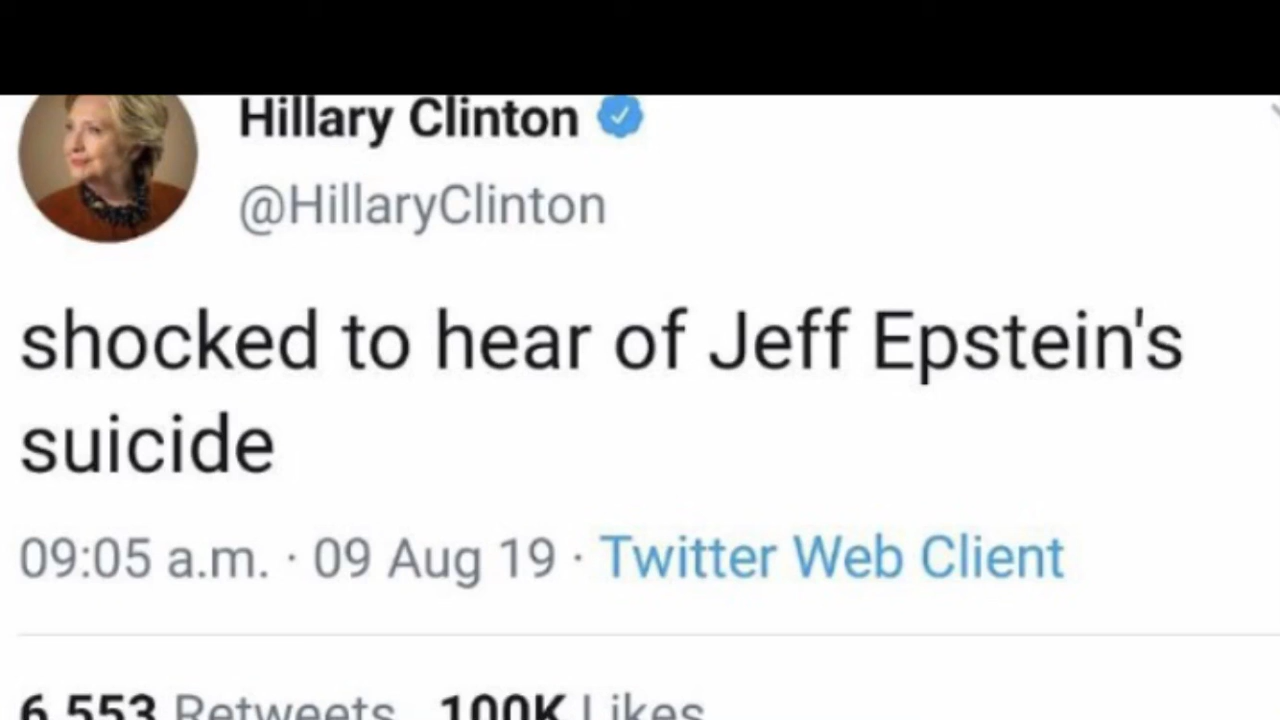 Hillary Clinton
@HillaryClinton
shocked to hear of Jeff Epstein's
suicide
09:05 a.m. · 09 Aug 19 · Twitter Web Client
6,553 Retweets 100K Likes